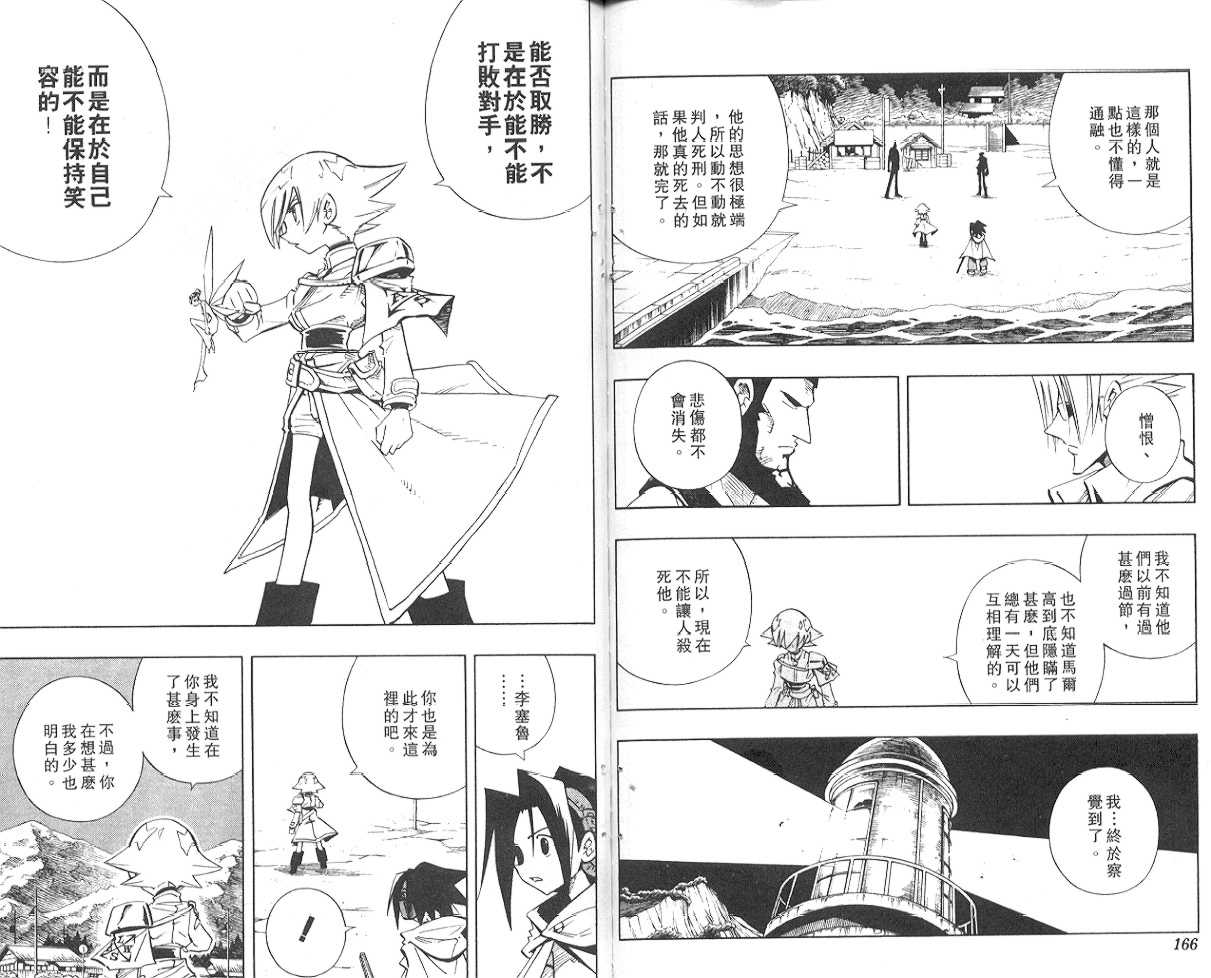 那個人就是
這樣的，一
點也不懂得
通融。
他的思想很極端
，所以動不動就
判人死刑。但如
果他真的死去的
話，那就完了。
憎恨、
悲傷都不
會消失。
我不知道他
們以前有過
甚麼過節，
也不知道馬爾
高到底隱瞞了
甚麼，但他們
總有一天可以
互相理解的。
所以，現在
不能讓人殺
死他。
我…終於察
覺到了。
166
能否取勝，不
是在於能不能
打敗對手，
而是在於自己
能不能保持笑
容的！
…李塞魯
……
你也是為
此才來這
裡的吧。
！
我不知道在
你身上發生
了甚麼事，
不過，你
在想甚麼
我多少也
明白的。